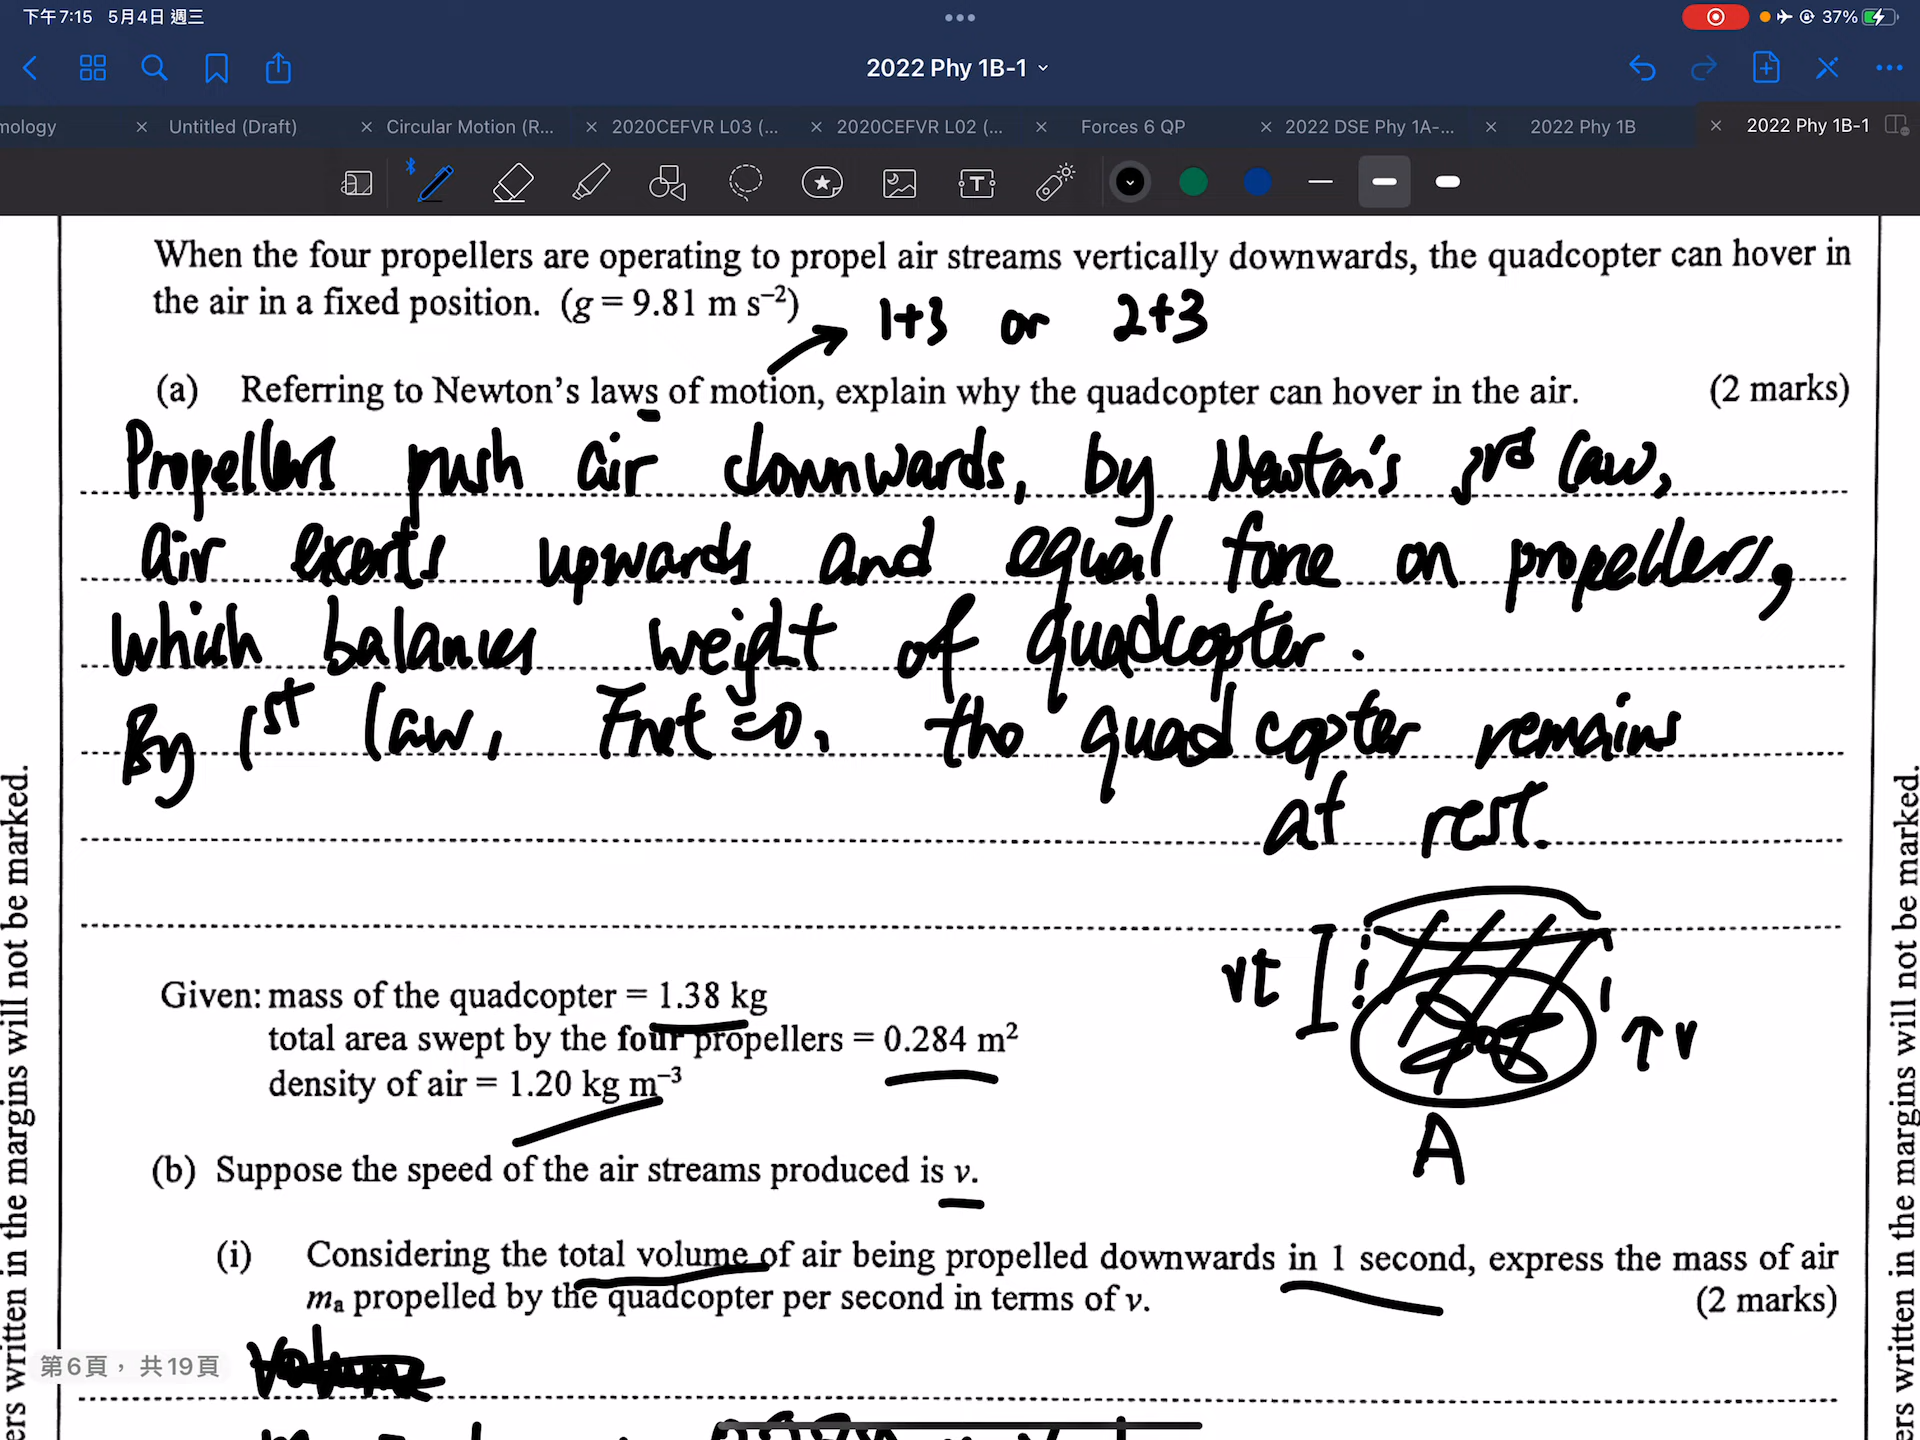 下午7:15 5月4日 週三
37%
2022 Phy 1B-1
mology
Untitled (Draft)
Circular Motion (R...
2020CEFVR L03 (...
2020CEFVR L02 (...
Forces 6 QP
2022 DSE Phy 1A-...
2022 Phy 1B
2022 Phy 1B-1
When the four propellers are operating to propel air streams vertically downwards, the quadcopter can hover in
the air in a fixed position. (g = 9.81 m s⁻²)
1+3 or 2+3
(a) Referring to Newton's laws of motion, explain why the quadcopter can hover in the air. (2 marks)
Propellers push air downwards, by Newton's 3rd law,
air exerts upwards and equal force on propellers,
which balances weight of quadcopter.
By 1st law, Fnet =0, the quadcopter remains
at rest.
vt
Given: mass of the quadcopter = 1.38 kg
total area swept by the four propellers = 0.284 m²
density of air = 1.20 kg m⁻³
↑ v
A
(b) Suppose the speed of the air streams produced is v.
(i) Considering the total volume of air being propelled downwards in 1 second, express the mass of air
mₐ propelled by the quadcopter per second in terms of v. (2 marks)
第6頁，共19頁
volume
ers written in the margins will not be marked.
ers written in the margins will not be marked.